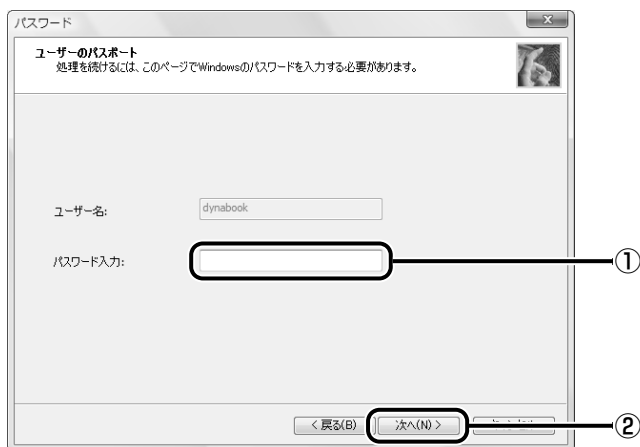 パスワード
ユーザーのパスポート
処理を続けるには、このページでWindowsのパスワードを入力する必要があります。
ユーザー名:
dynabook
パスワード入力:
①
< 戻る(B)
次へ(N) >
②